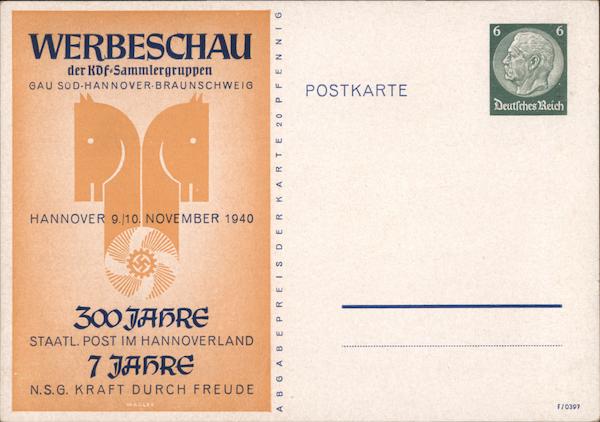 WERBESCHAU
der KDF-Sammlergruppen
GAU SÜD-HANNOVER-BRAUNSCHWEIG
HANNOVER 9./10. NOVEMBER 1940
300 JAHRE
STAATL. POST IM HANNOVERLAND
7 JAHRE
N.S.G. KRAFT DURCH FREUDE
ABGABEPREIS DER KARTE 20 PFENNIG
POSTKARTE
6 6
Deutsches Reich
F/0397